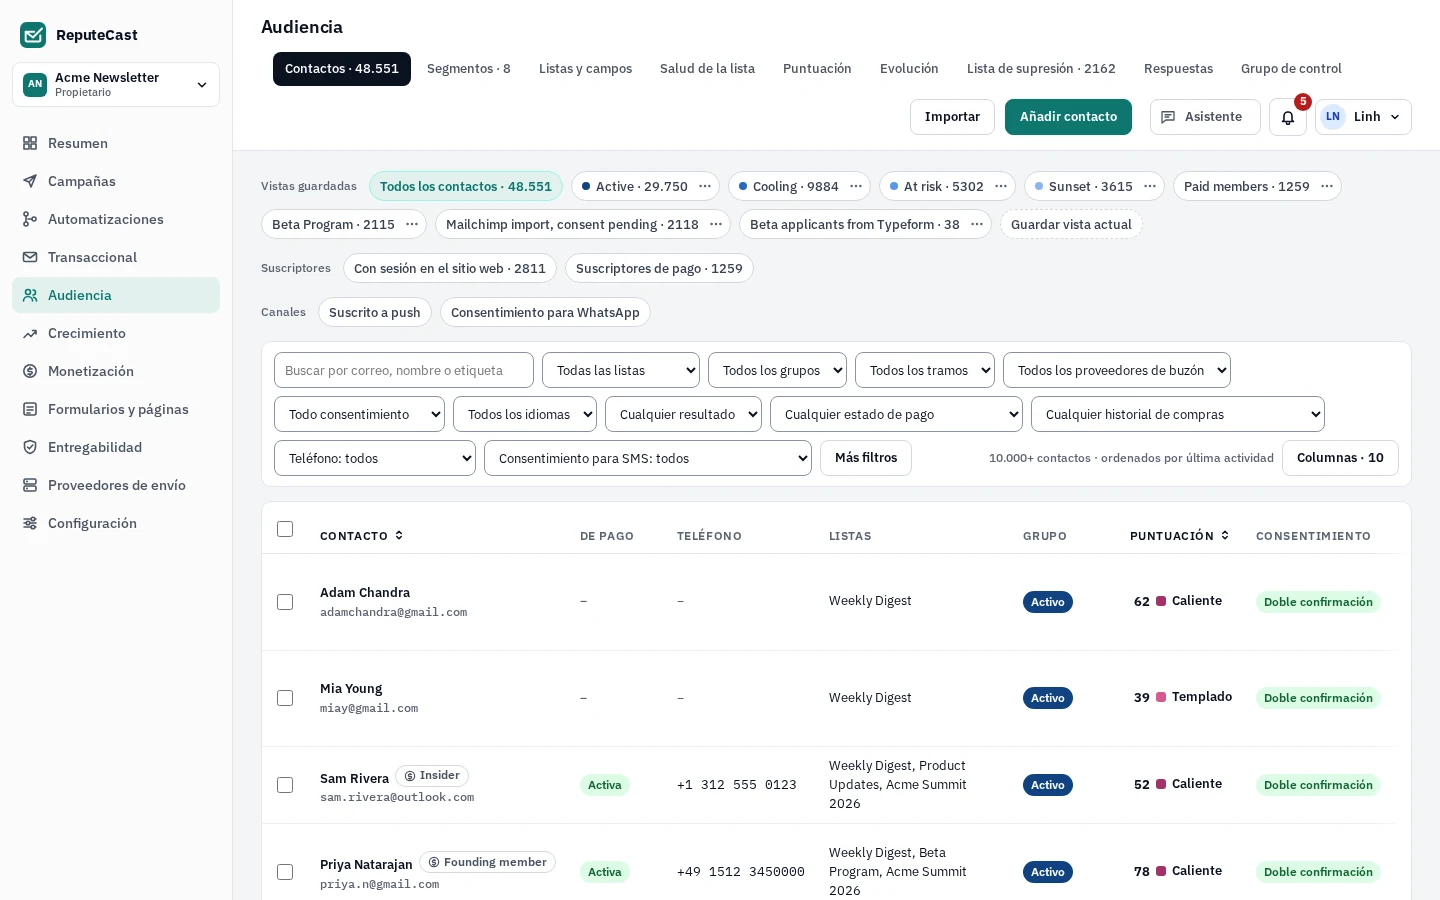 ReputeCast
AN
Acme Newsletter
Propietario
Resumen
Campañas
Automatizaciones
Transaccional
Audiencia
Crecimiento
Monetización
Formularios y páginas
Entregabilidad
Proveedores de envío
Configuración
Audiencia
Contactos · 48.551
Segmentos · 8
Listas y campos
Salud de la lista
Puntuación
Evolución
Lista de supresión · 2162
Respuestas
Grupo de control
Importar
Añadir contacto
Asistente
5
LN
Linh
Vistas guardadas
Todos los contactos · 48.551
Active · 29.750 ···
Cooling · 9884 ···
At risk · 5302 ···
Sunset · 3615 ···
Paid members · 1259 ···
Beta Program · 2115 ···
Mailchimp import, consent pending · 2118 ···
Beta applicants from Typeform · 38 ···
Guardar vista actual
Suscriptores
Con sesión en el sitio web · 2811
Suscriptores de pago · 1259
Canales
Suscrito a push
Consentimiento para WhatsApp
Buscar por correo, nombre o etiqueta
Todas las listas
Todos los grupos
Todos los tramos
Todos los proveedores de buzón
Todo consentimiento
Todos los idiomas
Cualquier resultado
Cualquier estado de pago
Cualquier historial de compras
Teléfono: todos
Consentimiento para SMS: todos
Más filtros
10.000+ contactos · ordenados por última actividad
Columnas · 10
CONTACTO
DE PAGO
TELÉFONO
LISTAS
GRUPO
PUNTUACIÓN
CONSENTIMIENTO
Adam Chandra
adamchandra@gmail.com
–
–
Weekly Digest
Activo
62 Caliente
Doble confirmación
Mia Young
miay@gmail.com
–
–
Weekly Digest
Activo
39 Templado
Doble confirmación
Sam Rivera
Insider
sam.rivera@outlook.com
Activa
+1 312 555 0123
Weekly Digest, Product
Updates, Acme Summit
2026
Activo
52 Caliente
Doble confirmación
Priya Natarajan
Founding member
priya.n@gmail.com
Activa
+49 1512 3450000
Weekly Digest, Beta
Program, Acme Summit
2026
Activo
78 Caliente
Doble confirmación